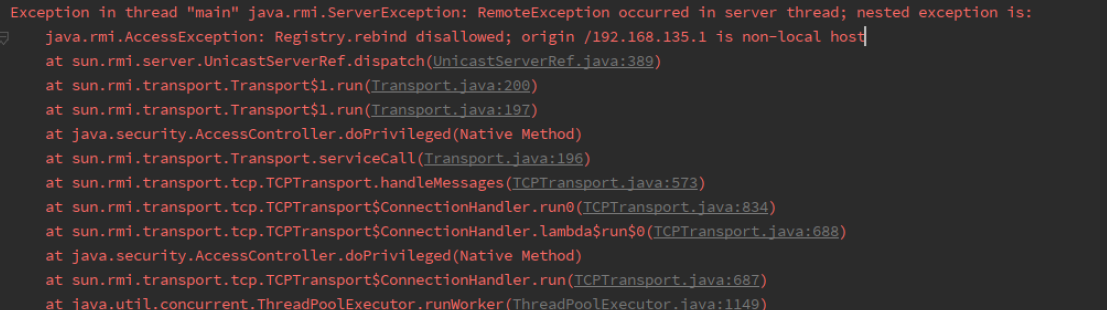 Exception in thread "main" java.rmi.ServerException: RemoteException occurred in server thread; nested exception is:
java.rmi.AccessException: Registry.rebind disallowed; origin /192.168.135.1 is non-local host
at sun.rmi.server.UnicastServerRef.dispatch(UnicastServerRef.java:389)
at sun.rmi.transport.Transport$1.run(Transport.java:200)
at sun.rmi.transport.Transport$1.run(Transport.java:197)
at java.security.AccessController.doPrivileged(Native Method)
at sun.rmi.transport.Transport.serviceCall(Transport.java:196)
at sun.rmi.transport.tcp.TCPTransport.handleMessages(TCPTransport.java:573)
at sun.rmi.transport.tcp.TCPTransport$ConnectionHandler.run0(TCPTransport.java:834)
at sun.rmi.transport.tcp.TCPTransport$ConnectionHandler.lambda$run$0(TCPTransport.java:688)
at java.security.AccessController.doPrivileged(Native Method)
at sun.rmi.transport.tcp.TCPTransport$ConnectionHandler.run(TCPTransport.java:687)
at java.util.concurrent.ThreadPoolExecutor.runWorker(ThreadPoolExecutor.java:1149)